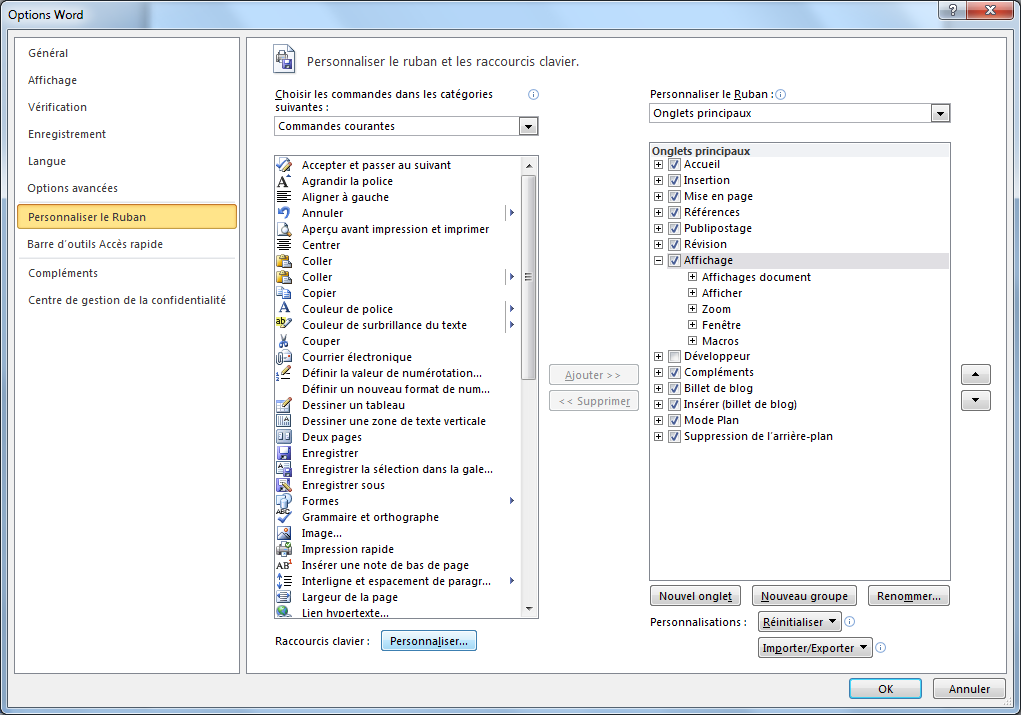 Options Word
Général
Affichage
Vérification
Enregistrement
Langue
Options avancées
Personnaliser le Ruban
Barre d'outils Accès rapide
Compléments
Centre de gestion de la confidentialité
Personnaliser le ruban et les raccourcis clavier.
Choisir les commandes dans les catégories
suivantes :
Commandes courantes
Accepter et passer au suivant
Agrandir la police
Aligner à gauche
Annuler
Aperçu avant impression et imprimer
Centrer
Coller
Coller
Copier
Couleur de police
Couleur de surbrillance du texte
Couper
Courrier électronique
Définir la valeur de numérotation...
Définir un nouveau format de num...
Dessiner un tableau
Dessiner une zone de texte verticale
Deux pages
Enregistrer
Enregistrer la sélection dans la gale...
Enregistrer sous
Formes
Grammaire et orthographe
Image...
Impression rapide
Insérer une note de bas de page
Interligne et espacement de paragr...
Largeur de la page
Lien hypertexte...
Raccourcis clavier :
Personnaliser...
Ajouter >>
<< Supprimer
Personnaliser le Ruban :
Onglets principaux
Onglets principaux
Accueil
Insertion
Mise en page
Références
Publipostage
Révision
Affichage
Affichages document
Afficher
Zoom
Fenêtre
Macros
Développeur
Compléments
Billet de blog
Insérer (billet de blog)
Mode Plan
Suppression de l'arrière-plan
Nouvel onglet
Nouveau groupe
Renommer...
Personnalisations :
Réinitialiser
Importer/Exporter
OK
Annuler